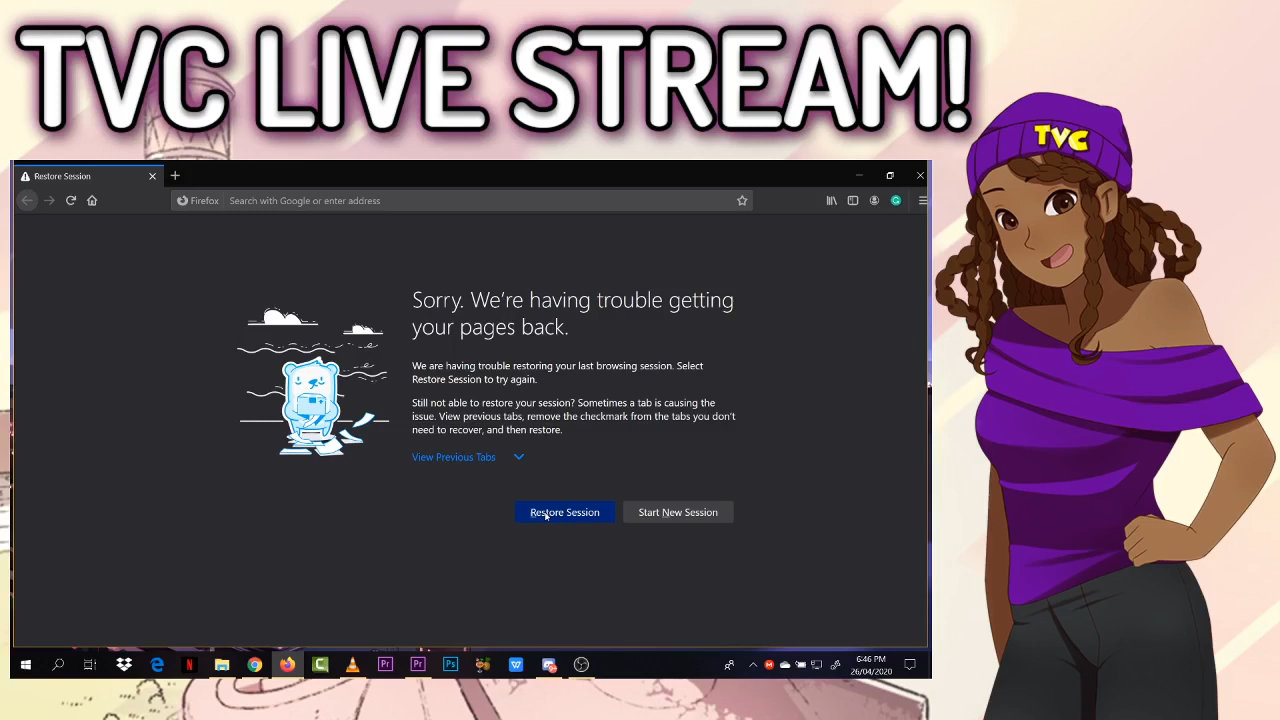 TVC LIVE STREAM!
TVC
Restore Session
Firefox
Search with Google or enter address
Sorry. We're having trouble getting
your pages back.
We are having trouble restoring your last browsing session. Select
Restore Session to try again.
Still not able to restore your session? Sometimes a tab is causing the
issue. View previous tabs, remove the checkmark from the tabs you don't
need to recover, and then restore.
View Previous Tabs
Restore Session
Start New Session
N
Pr
Pr
Ps
6:46 PM
26/04/2020